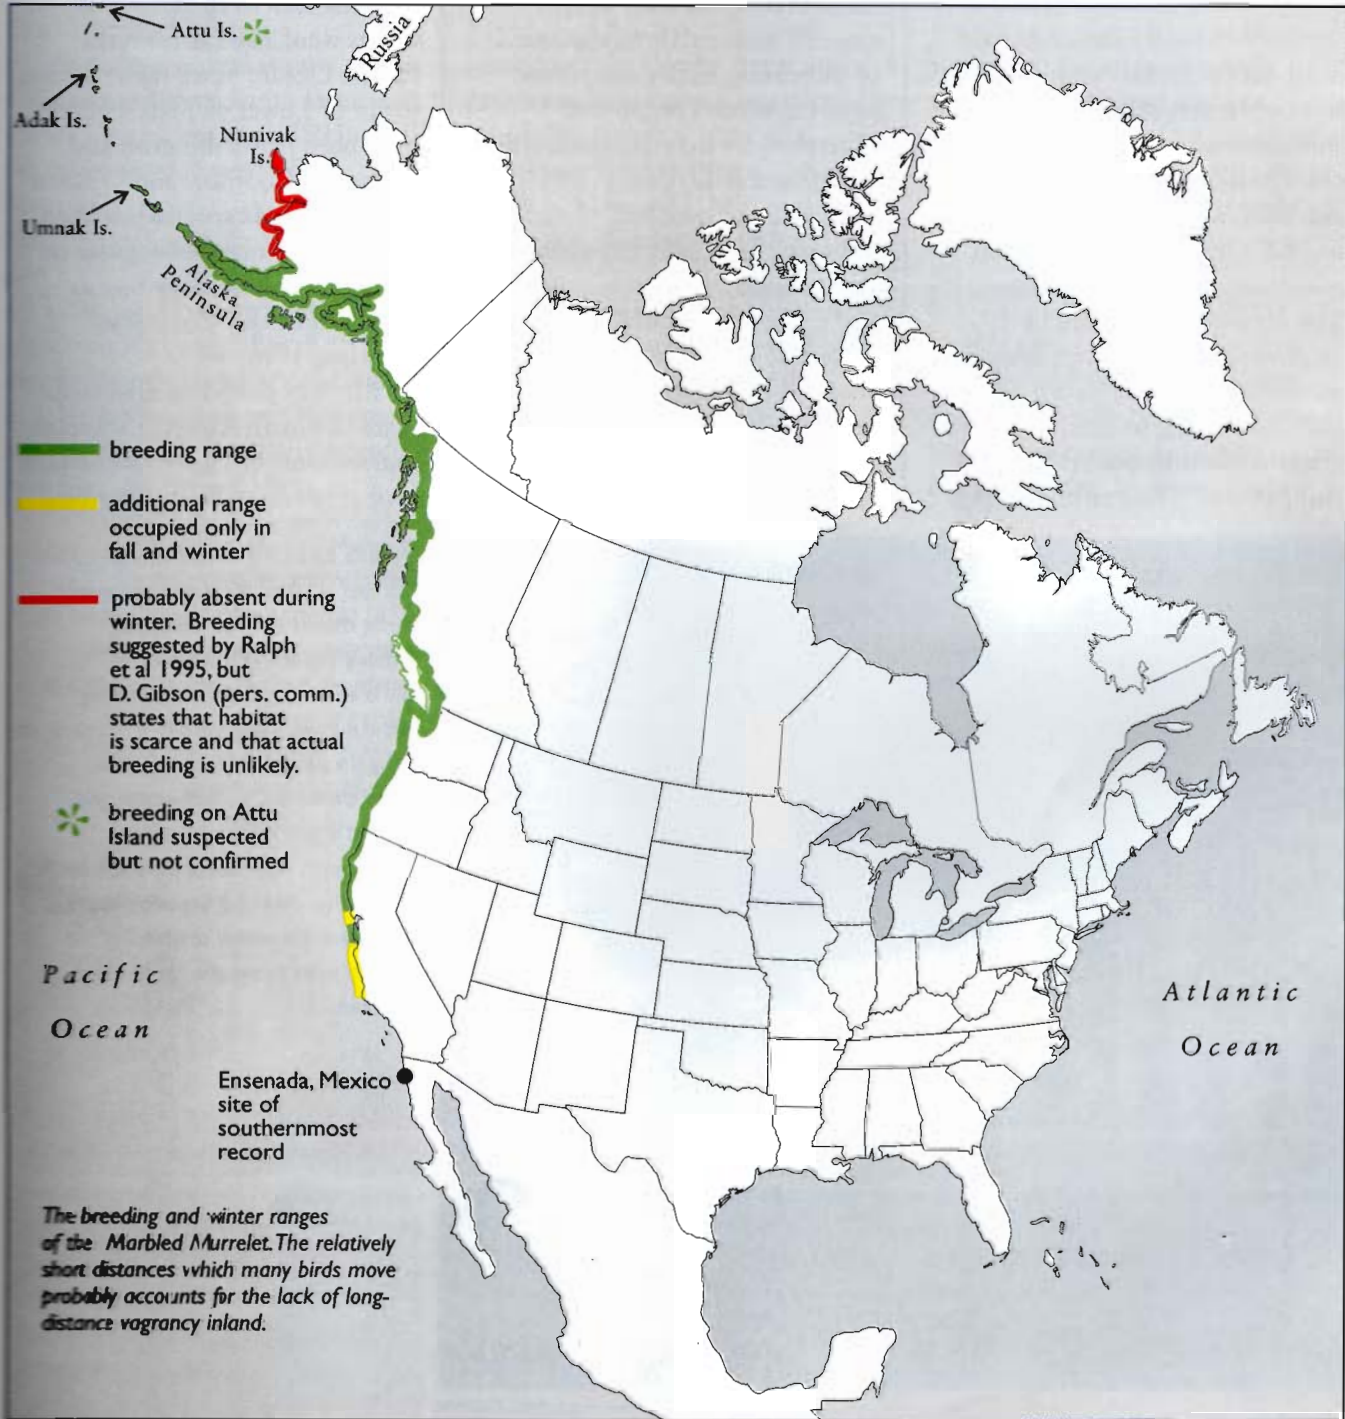 Attu Is.
Russia
Adak Is.
Nunivak
Is.
Umnak Is.
Alaska
Peninsula
breeding range
additional range
occupied only in
fall and winter
probably absent during
winter. Breeding
suggested by Ralph
et al 1995, but
D. Gibson (pers. comm.)
states that habitat
is scarce and that actual
breeding is unlikely.
breeding on Attu
Island suspected
but not confirmed
Pacific
Ocean
Atlantic
Ocean
Ensenada, Mexico
site of
southernmost
record
The breeding and winter ranges
of the Marbled Murrelet. The relatively
short distances which many birds move
probably accounts for the lack of long-
distance vagrancy inland.